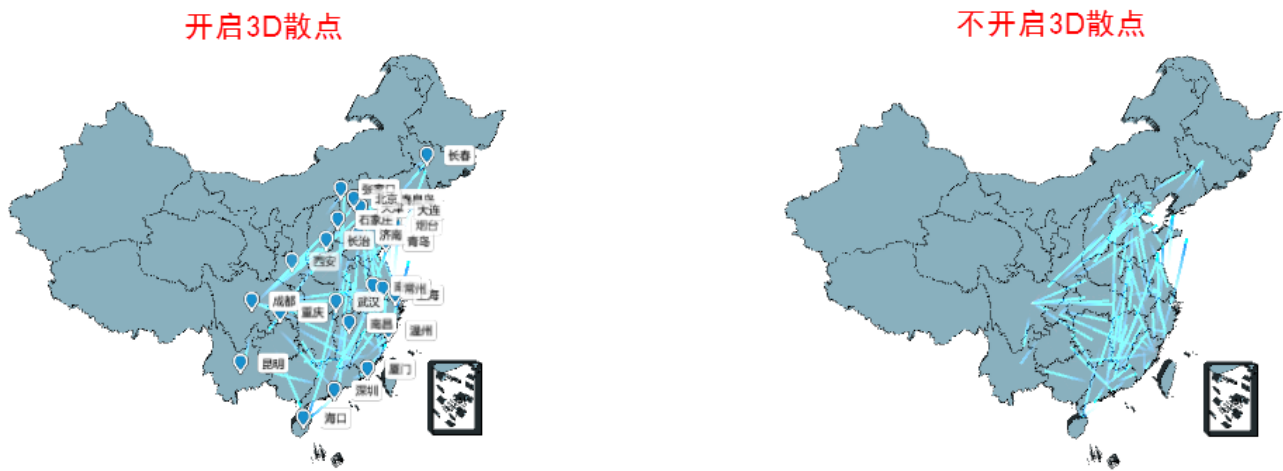 开启3D散点
不开启3D散点
长春
北京
大连
石家庄
烟台
济南
长治
青岛
西安
常州
成都
武汉
重庆
南昌
温州
昆明
厦门
深圳
海口